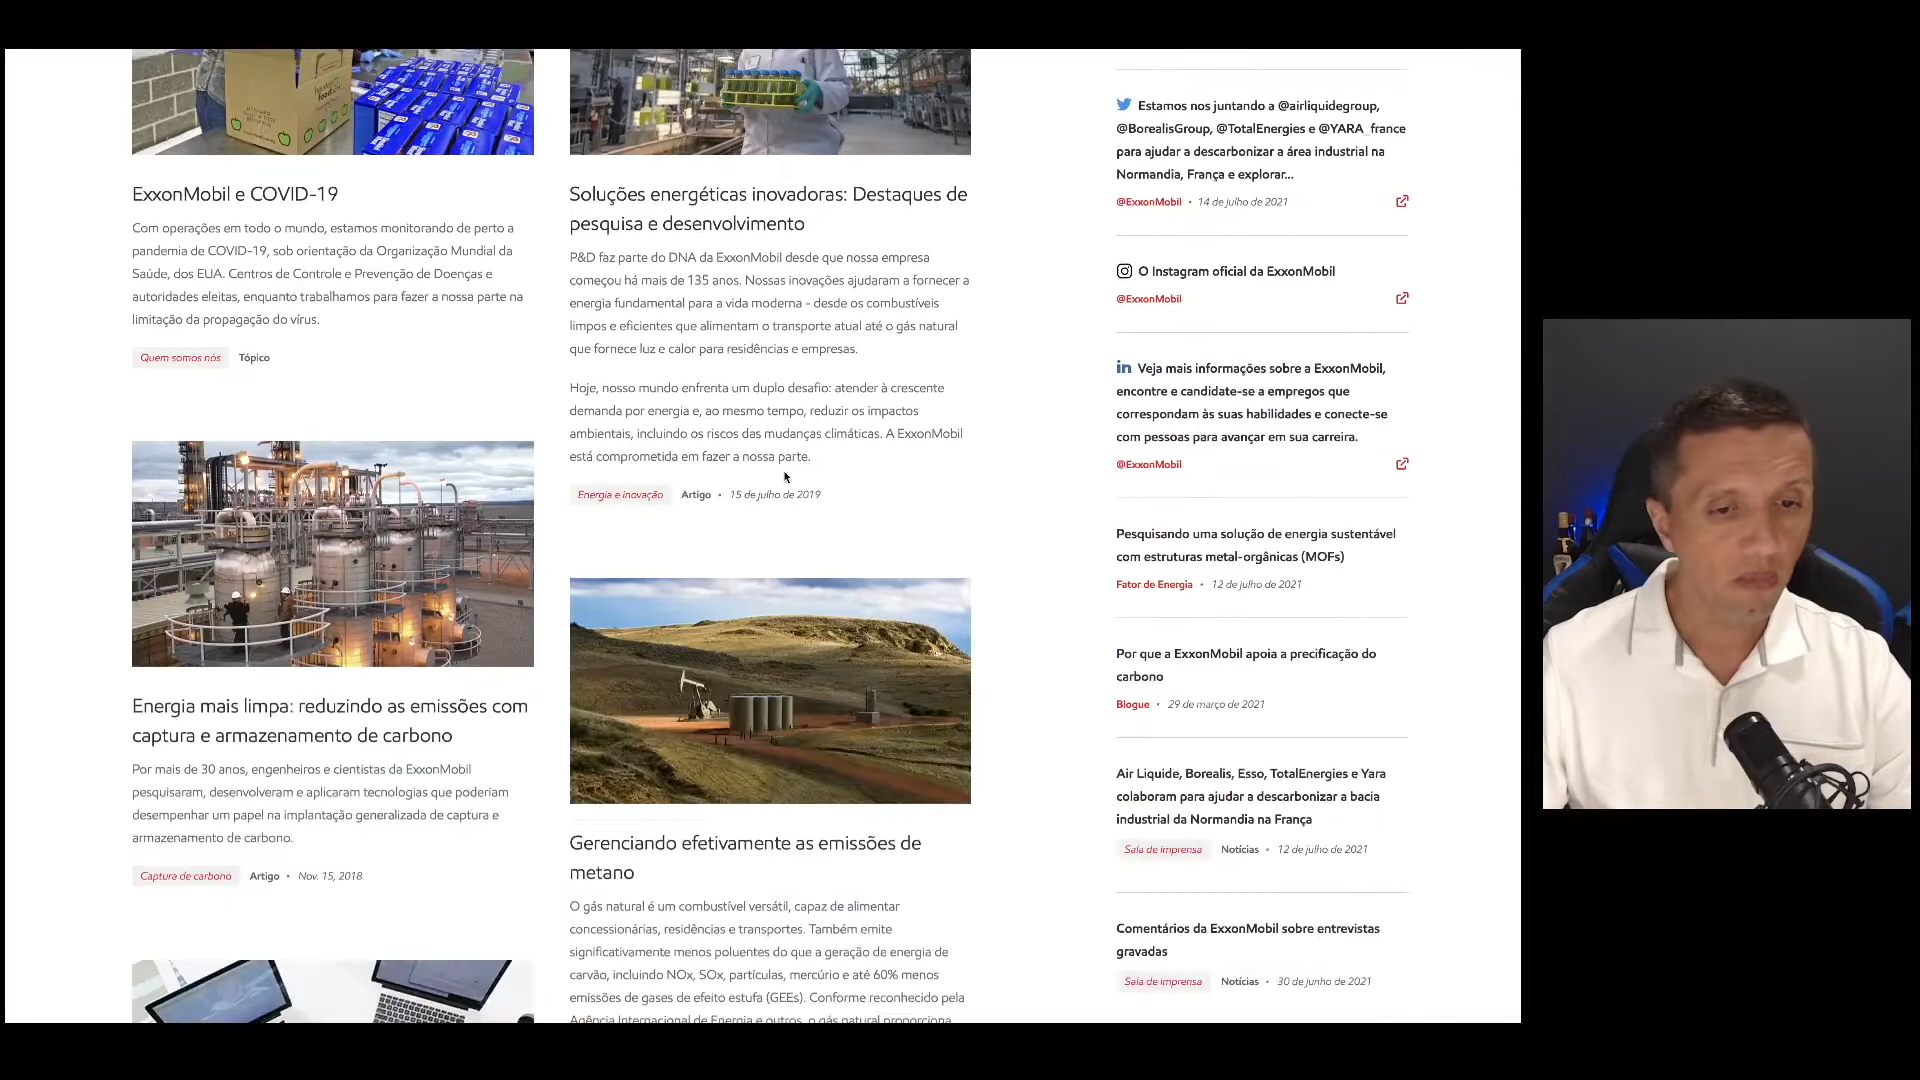 ExxonMobil e COVID-19
Com operações em todo o mundo, estamos monitorando de perto a
pandemia de COVID-19, sob orientação da Organização Mundial da
Saúde, dos EUA. Centros de Controle e Prevenção de Doenças e
autoridades eleitas, enquanto trabalhamos para fazer a nossa parte na
limitação da propagação do vírus.
Quem somos nós Tópico
Energia mais limpa: reduzindo as emissões com
captura e armazenamento de carbono
Por mais de 30 anos, engenheiros e cientistas da ExxonMobil
pesquisaram, desenvolveram e aplicaram tecnologias que poderiam
desempenhar um papel na implantação generalizada de captura e
armazenamento de carbono.
Captura de carbono Artigo • Nov. 15, 2018
Soluções energéticas inovadoras: Destaques de
pesquisa e desenvolvimento
P&D faz parte do DNA da ExxonMobil desde que nossa empresa
começou há mais de 135 anos. Nossas inovações ajudaram a fornecer a
energia fundamental para a vida moderna - desde os combustíveis
limpos e eficientes que alimentam o transporte atual até o gás natural
que fornece luz e calor para residências e empresas.
Hoje, nosso mundo enfrenta um duplo desafio: atender à crescente
demanda por energia e, ao mesmo tempo, reduzir os impactos
ambientais, incluindo os riscos das mudanças climáticas. A ExxonMobil
está comprometida em fazer a nossa parte.
Energia e inovação Artigo • 15 de julho de 2019
Gerenciando efetivamente as emissões de
metano
O gás natural é um combustível versátil, capaz de alimentar
concessionárias, residências e transportes. Também emite
significativamente menos poluentes do que a geração de energia de
carvão, incluindo NOx, SOx, partículas, mercúrio e até 60% menos
emissões de gases de efeito estufa (GEEs). Conforme reconhecido pela
Agência Internacional de Energia e outros, o gás natural proporciona
Estamos nos juntando a @airliquidegroup,
@BorealisGroup, @TotalEnergies e @YARA_france
para ajudar a descarbonizar a área industrial na
Normandia, França e explorar...
@ExxonMobil • 14 de julho de 2021
O Instagram oficial da ExxonMobil
@ExxonMobil
in Veja mais informações sobre a ExxonMobil,
encontre e candidate-se a empregos que
correspondam às suas habilidades e conecte-se
com pessoas para avançar em sua carreira.
@ExxonMobil
Pesquisando uma solução de energia sustentável
com estruturas metal-orgânicas (MOFs)
Fator de Energia • 12 de julho de 2021
Por que a ExxonMobil apoia a precificação do
carbono
Blogue • 29 de março de 2021
Air Liquide, Borealis, Esso, TotalEnergies e Yara
colaboram para ajudar a descarbonizar a bacia
industrial da Normandia na França
Sala de imprensa Notícias • 12 de julho de 2021
Comentários da ExxonMobil sobre entrevistas
gravadas
Sala de imprensa Notícias • 30 de junho de 2021